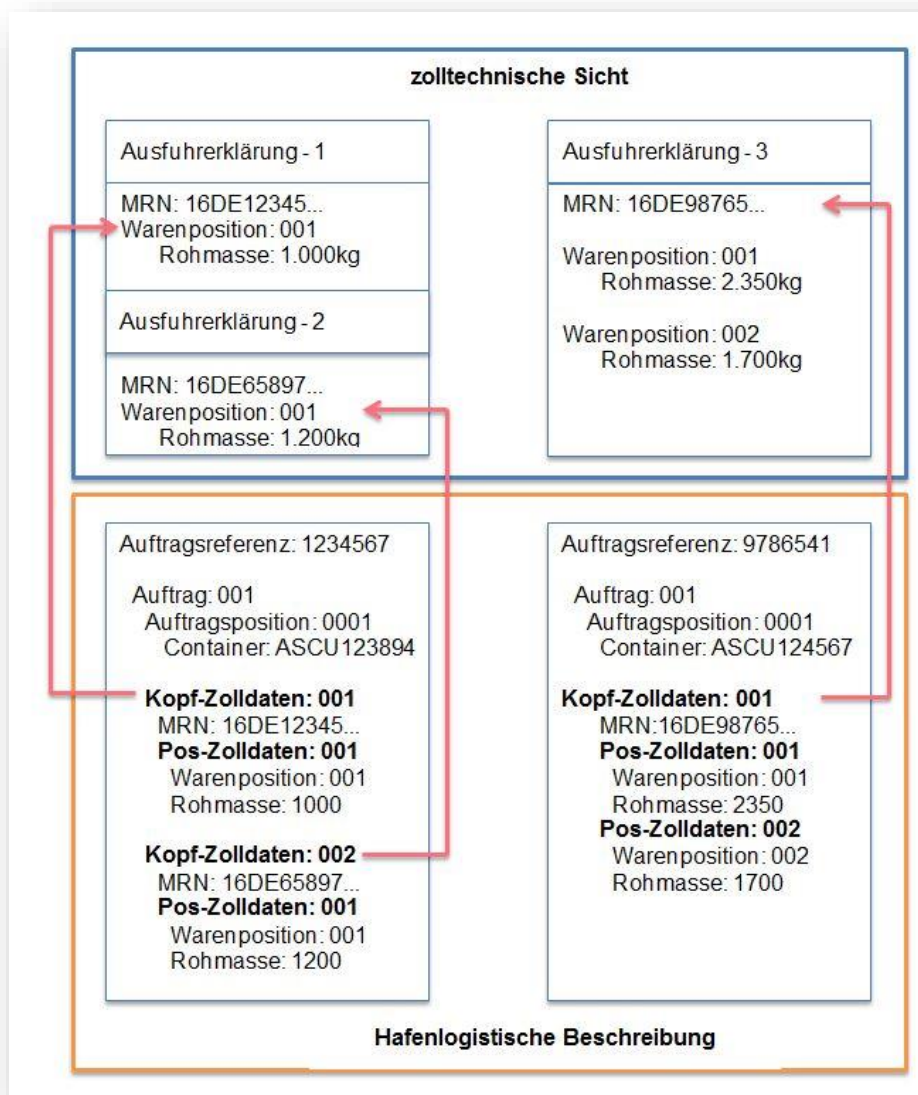 zolltechnische Sicht
Ausfuhrerklärung - 1
MRN: 16DE12345...
Warenposition: 001
Rohmasse: 1.000kg
Ausfuhrerklärung - 2
MRN: 16DE65897...
Warenposition: 001
Rohmasse: 1.200kg
Ausfuhrerklärung - 3
MRN: 16DE98765...
Warenposition: 001
Rohmasse: 2.350kg
Warenposition: 002
Rohmasse: 1.700kg
Auftragsreferenz: 1234567
Auftrag: 001
Auftragsposition: 0001
Container: ASCU123894
Kopf-Zolldaten: 001
MRN: 16DE12345...
Pos-Zolldaten: 001
Warenposition: 001
Rohmasse: 1000
Kopf-Zolldaten: 002
MRN: 16DE65897...
Pos-Zolldaten: 001
Warenposition: 001
Rohmasse: 1200
Auftragsreferenz: 9786541
Auftrag: 001
Auftragsposition: 0001
Container: ASCU124567
Kopf-Zolldaten: 001
MRN:16DE98765...
Pos-Zolldaten: 001
Warenposition: 001
Rohmasse: 2350
Pos-Zolldaten: 002
Warenposition: 002
Rohmasse: 1700
Hafenlogistische Beschreibung